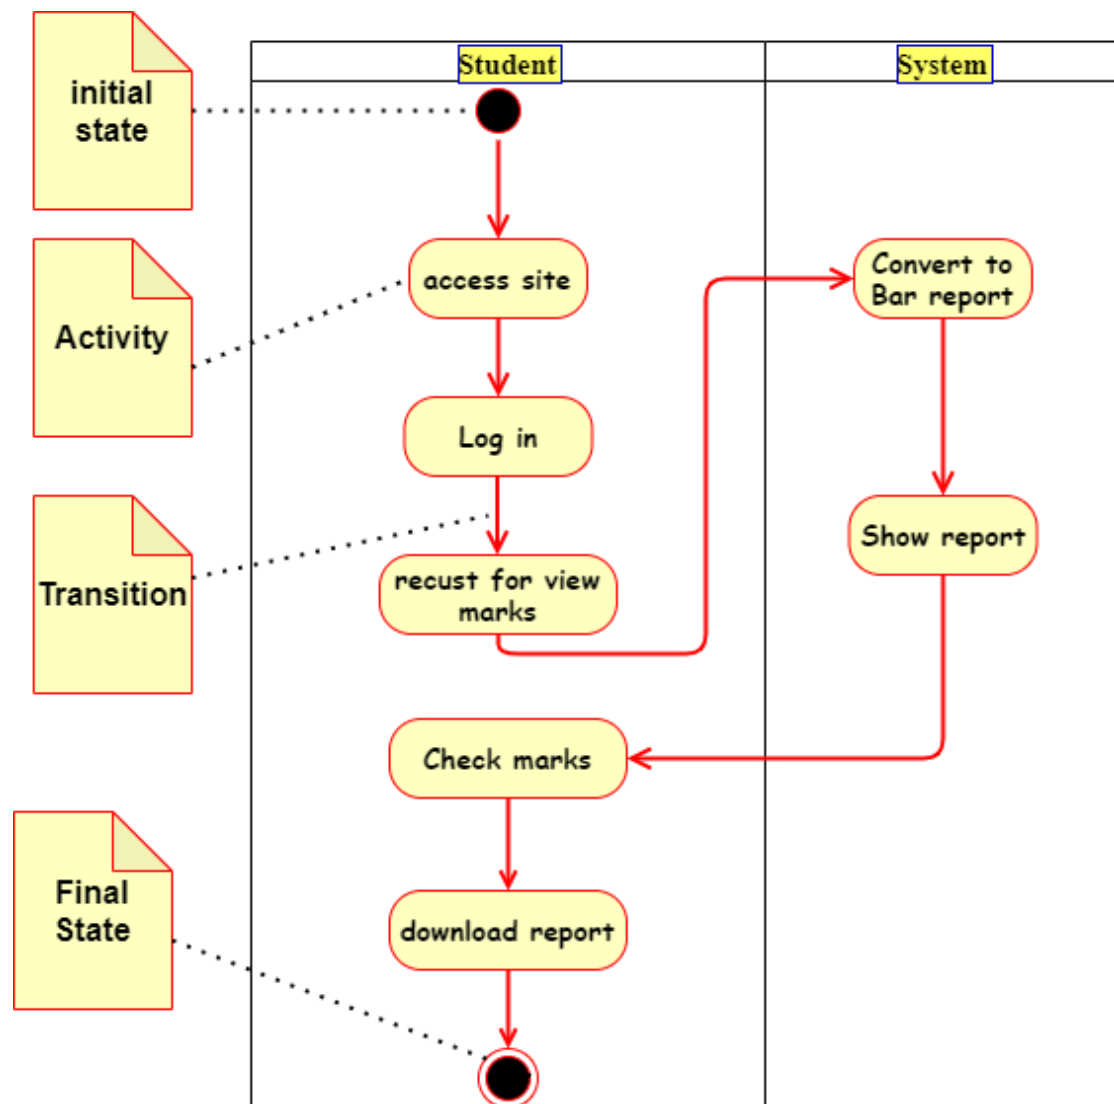 Student
System
initial
state
access site
Convert to
Bar report
Activity
Log in
Show report
Transition
recust for view
marks
Check marks
Final
State
download report